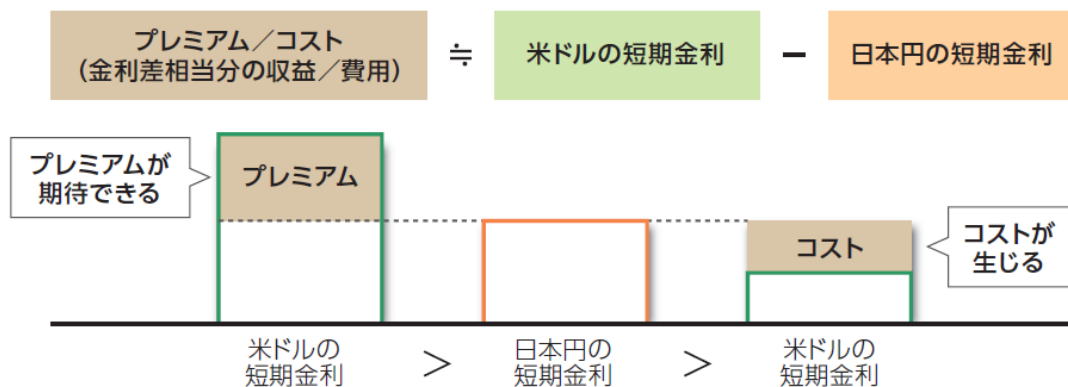 プレミアム／コスト
（金利差相当分の収益／費用）
≒
米ドルの短期金利
−
日本円の短期金利
プレミアムが
期待できる
プレミアム
コスト
コストが
生じる
米ドルの
短期金利
＞
日本円の
短期金利
＞
米ドルの
短期金利